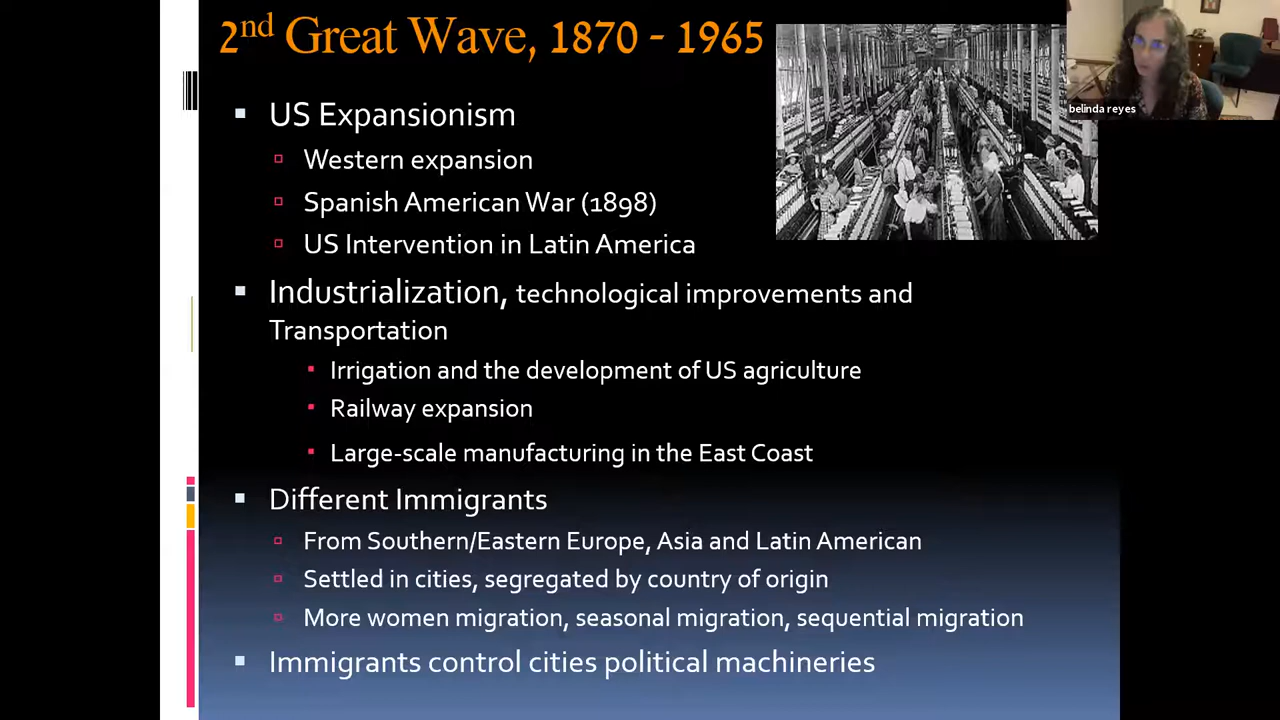 2nd Great Wave, 1870 - 1965
belinda reyes
US Expansionism
Western expansion
Spanish American War (1898)
US Intervention in Latin America
Industrialization, technological improvements and
Transportation
Irrigation and the development of US agriculture
Railway expansion
Large-scale manufacturing in the East Coast
Different Immigrants
From Southern/Eastern Europe, Asia and Latin American
Settled in cities, segregated by country of origin
More women migration, seasonal migration, sequential migration
Immigrants control cities political machineries